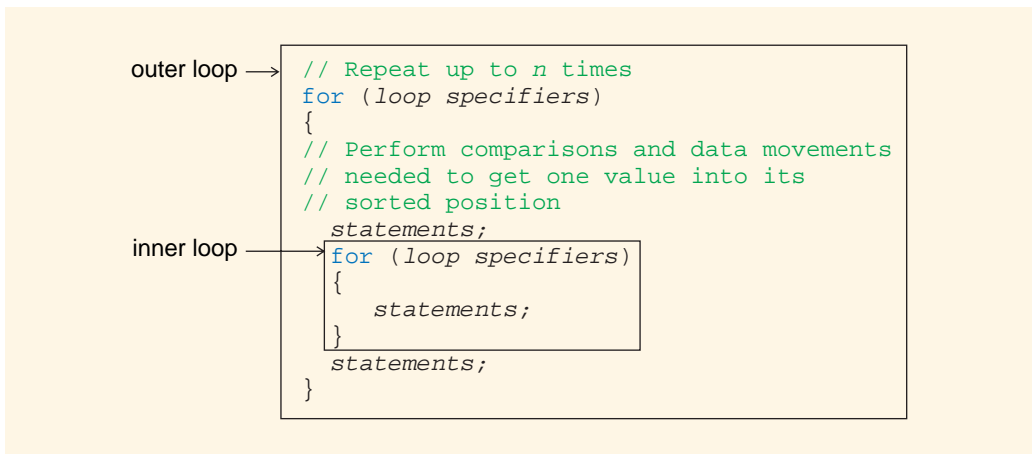 outer loop
// Repeat up to n times
for (loop specifiers)
{
// Perform comparisons and data movements
// needed to get one value into its
// sorted position
statements;
inner loop
for (loop specifiers)
{
statements;
}
statements;
}